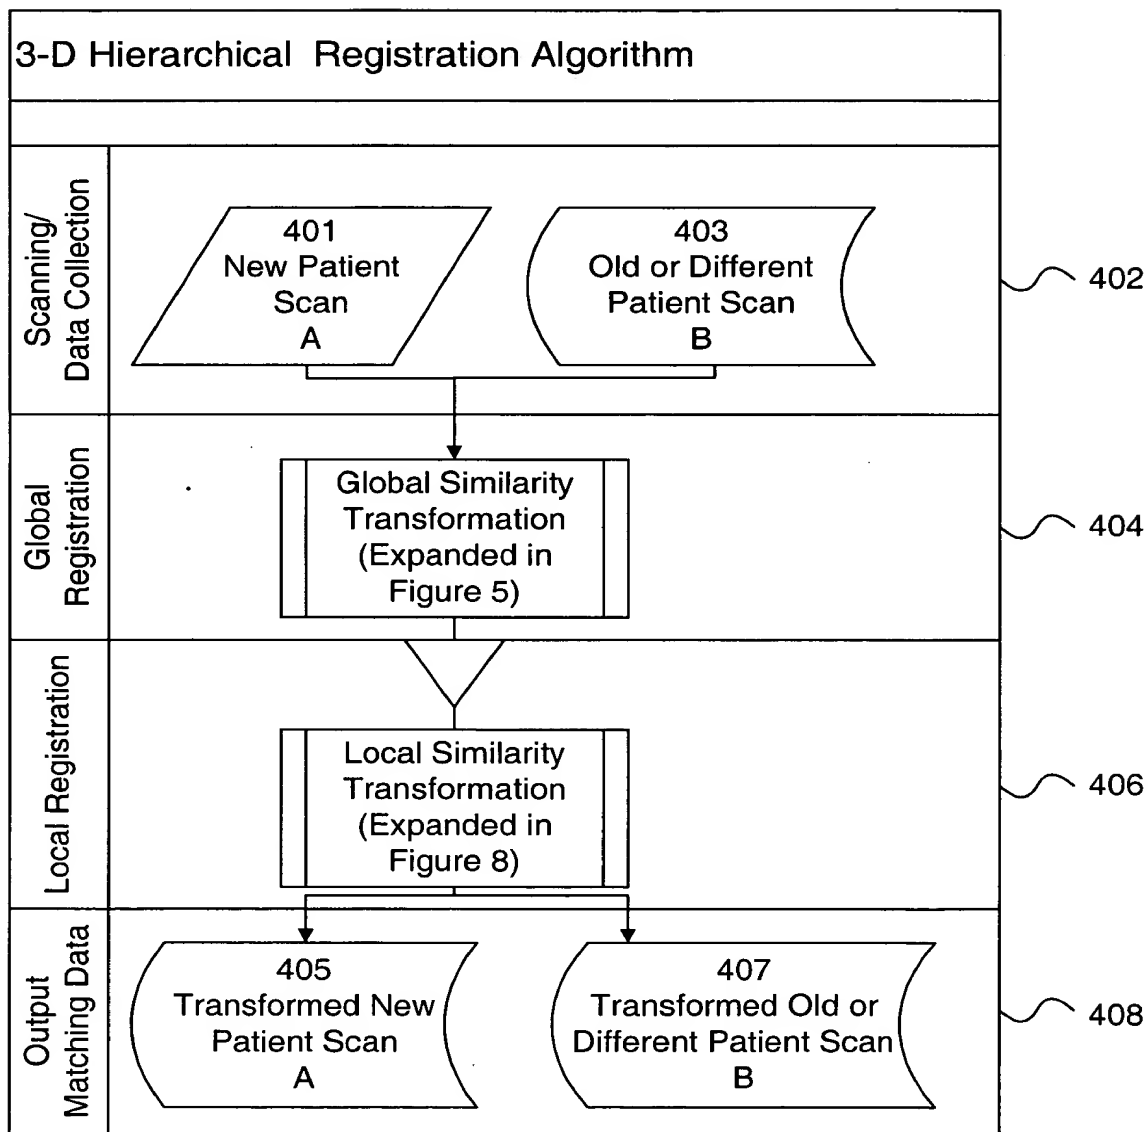 3-D Hierarchical Registration Algorithm
Scanning/
Data Collection
401
New Patient
Scan
A
403
Old or Different
Patient Scan
B
402
Global
Registration
Global Similarity
Transformation
(Expanded in
Figure 5)
404
Local Registration
Local Similarity
Transformation
(Expanded in
Figure 8)
406
Output
Matching Data
405
Transformed New
Patient Scan
A
407
Transformed Old or
Different Patient Scan
B
408